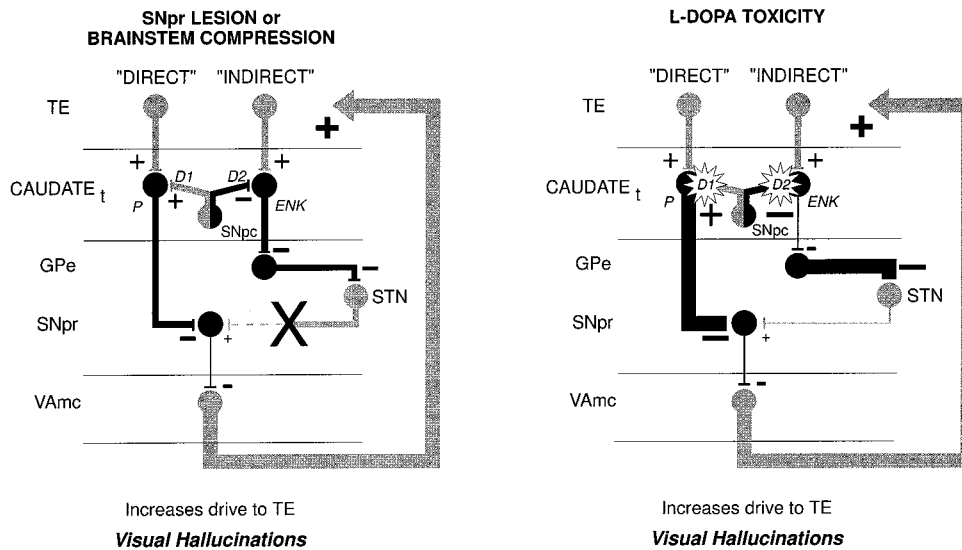 SNpr LESION or
BRAINSTEM COMPRESSION
"DIRECT" "INDIRECT"
TE
+
+ +
CAUDATE t
D1 D2
P + − ENK
SNpc
−
GPe
−
STN
SNpr
X
− +
−
VAmc
Increases drive to TE
Visual Hallucinations
L-DOPA TOXICITY
"DIRECT" "INDIRECT"
TE
+
+ +
CAUDATE t
D1 D2
P + − ENK
SNpc
−
GPe
−
STN
SNpr
− +
−
VAmc
Increases drive to TE
Visual Hallucinations